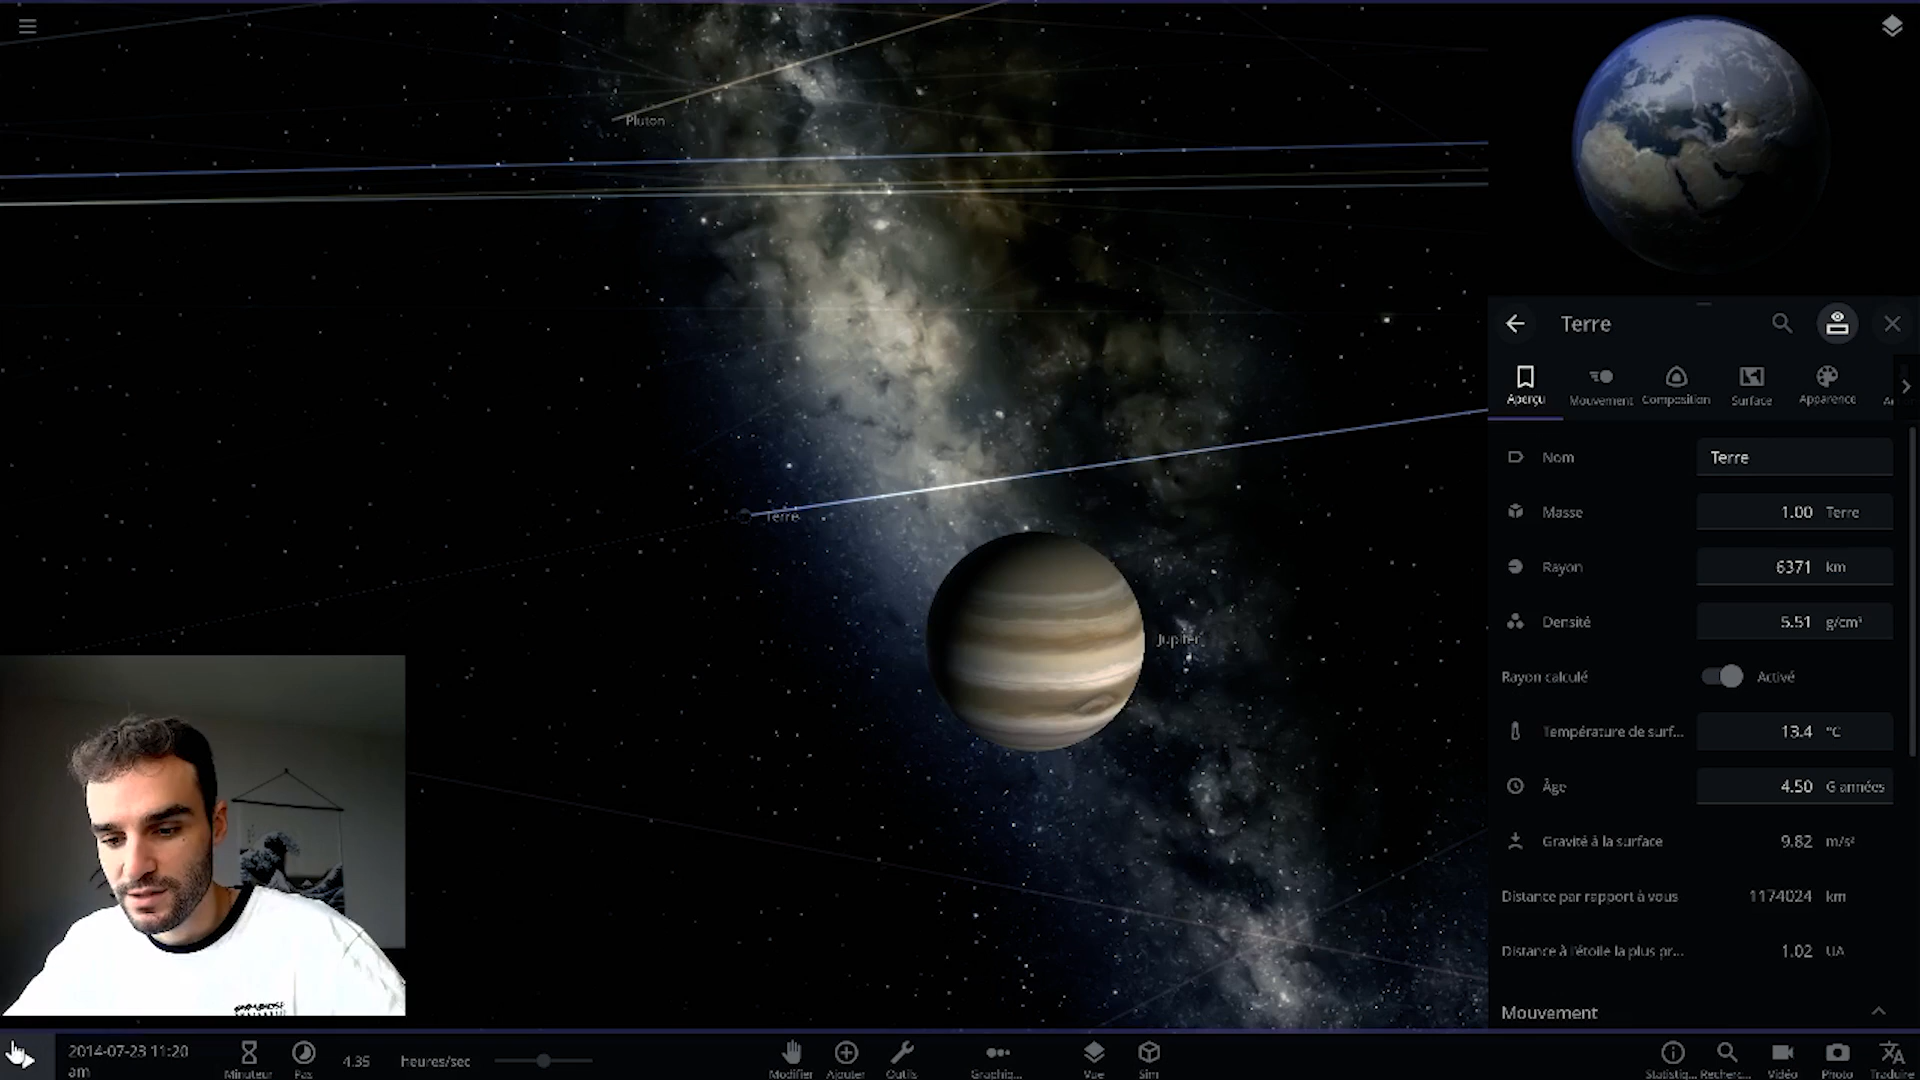 Pluton
Terre
Jupiter
Terre
Aperçu
Mouvement
Composition
Surface
Apparence
Nom
Terre
Masse
1.00 Terre
Rayon
6371 km
Densité
5.51 g/cm³
Rayon calculé
Activé
Température de surf...
13.4 °C
Âge
4.50 G années
Gravité à la surface
9.82 m/s²
Distance par rapport à vous
1174024 km
Distance à l'étoile la plus pr...
1.02 UA
Mouvement
2014-07-23 11:20
am
Minuteur
Pas
4.35
heures/sec
Modifier
Ajouter
Outils
Graphiq...
Vue
Sim
Statistiq...
Recherc...
Vidéo
Photo
Traduire